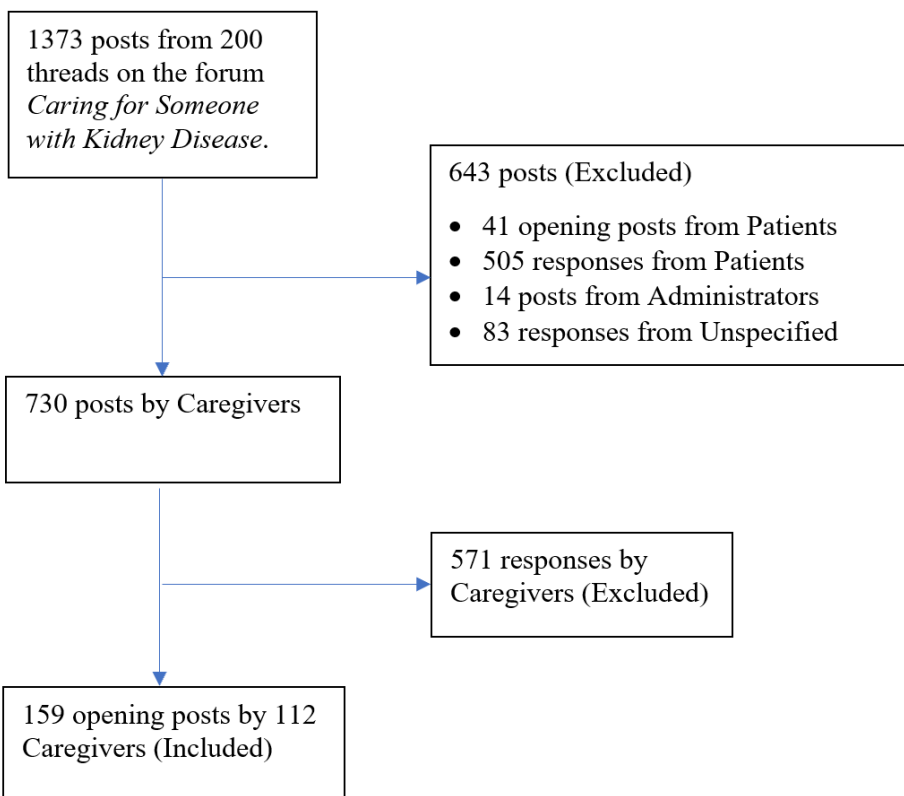 1373 posts from 200
threads on the forum
Caring for Someone
with Kidney Disease.
643 posts (Excluded)
• 41 opening posts from Patients
• 505 responses from Patients
• 14 posts from Administrators
• 83 responses from Unspecified
730 posts by Caregivers
571 responses by
Caregivers (Excluded)
159 opening posts by 112
Caregivers (Included)